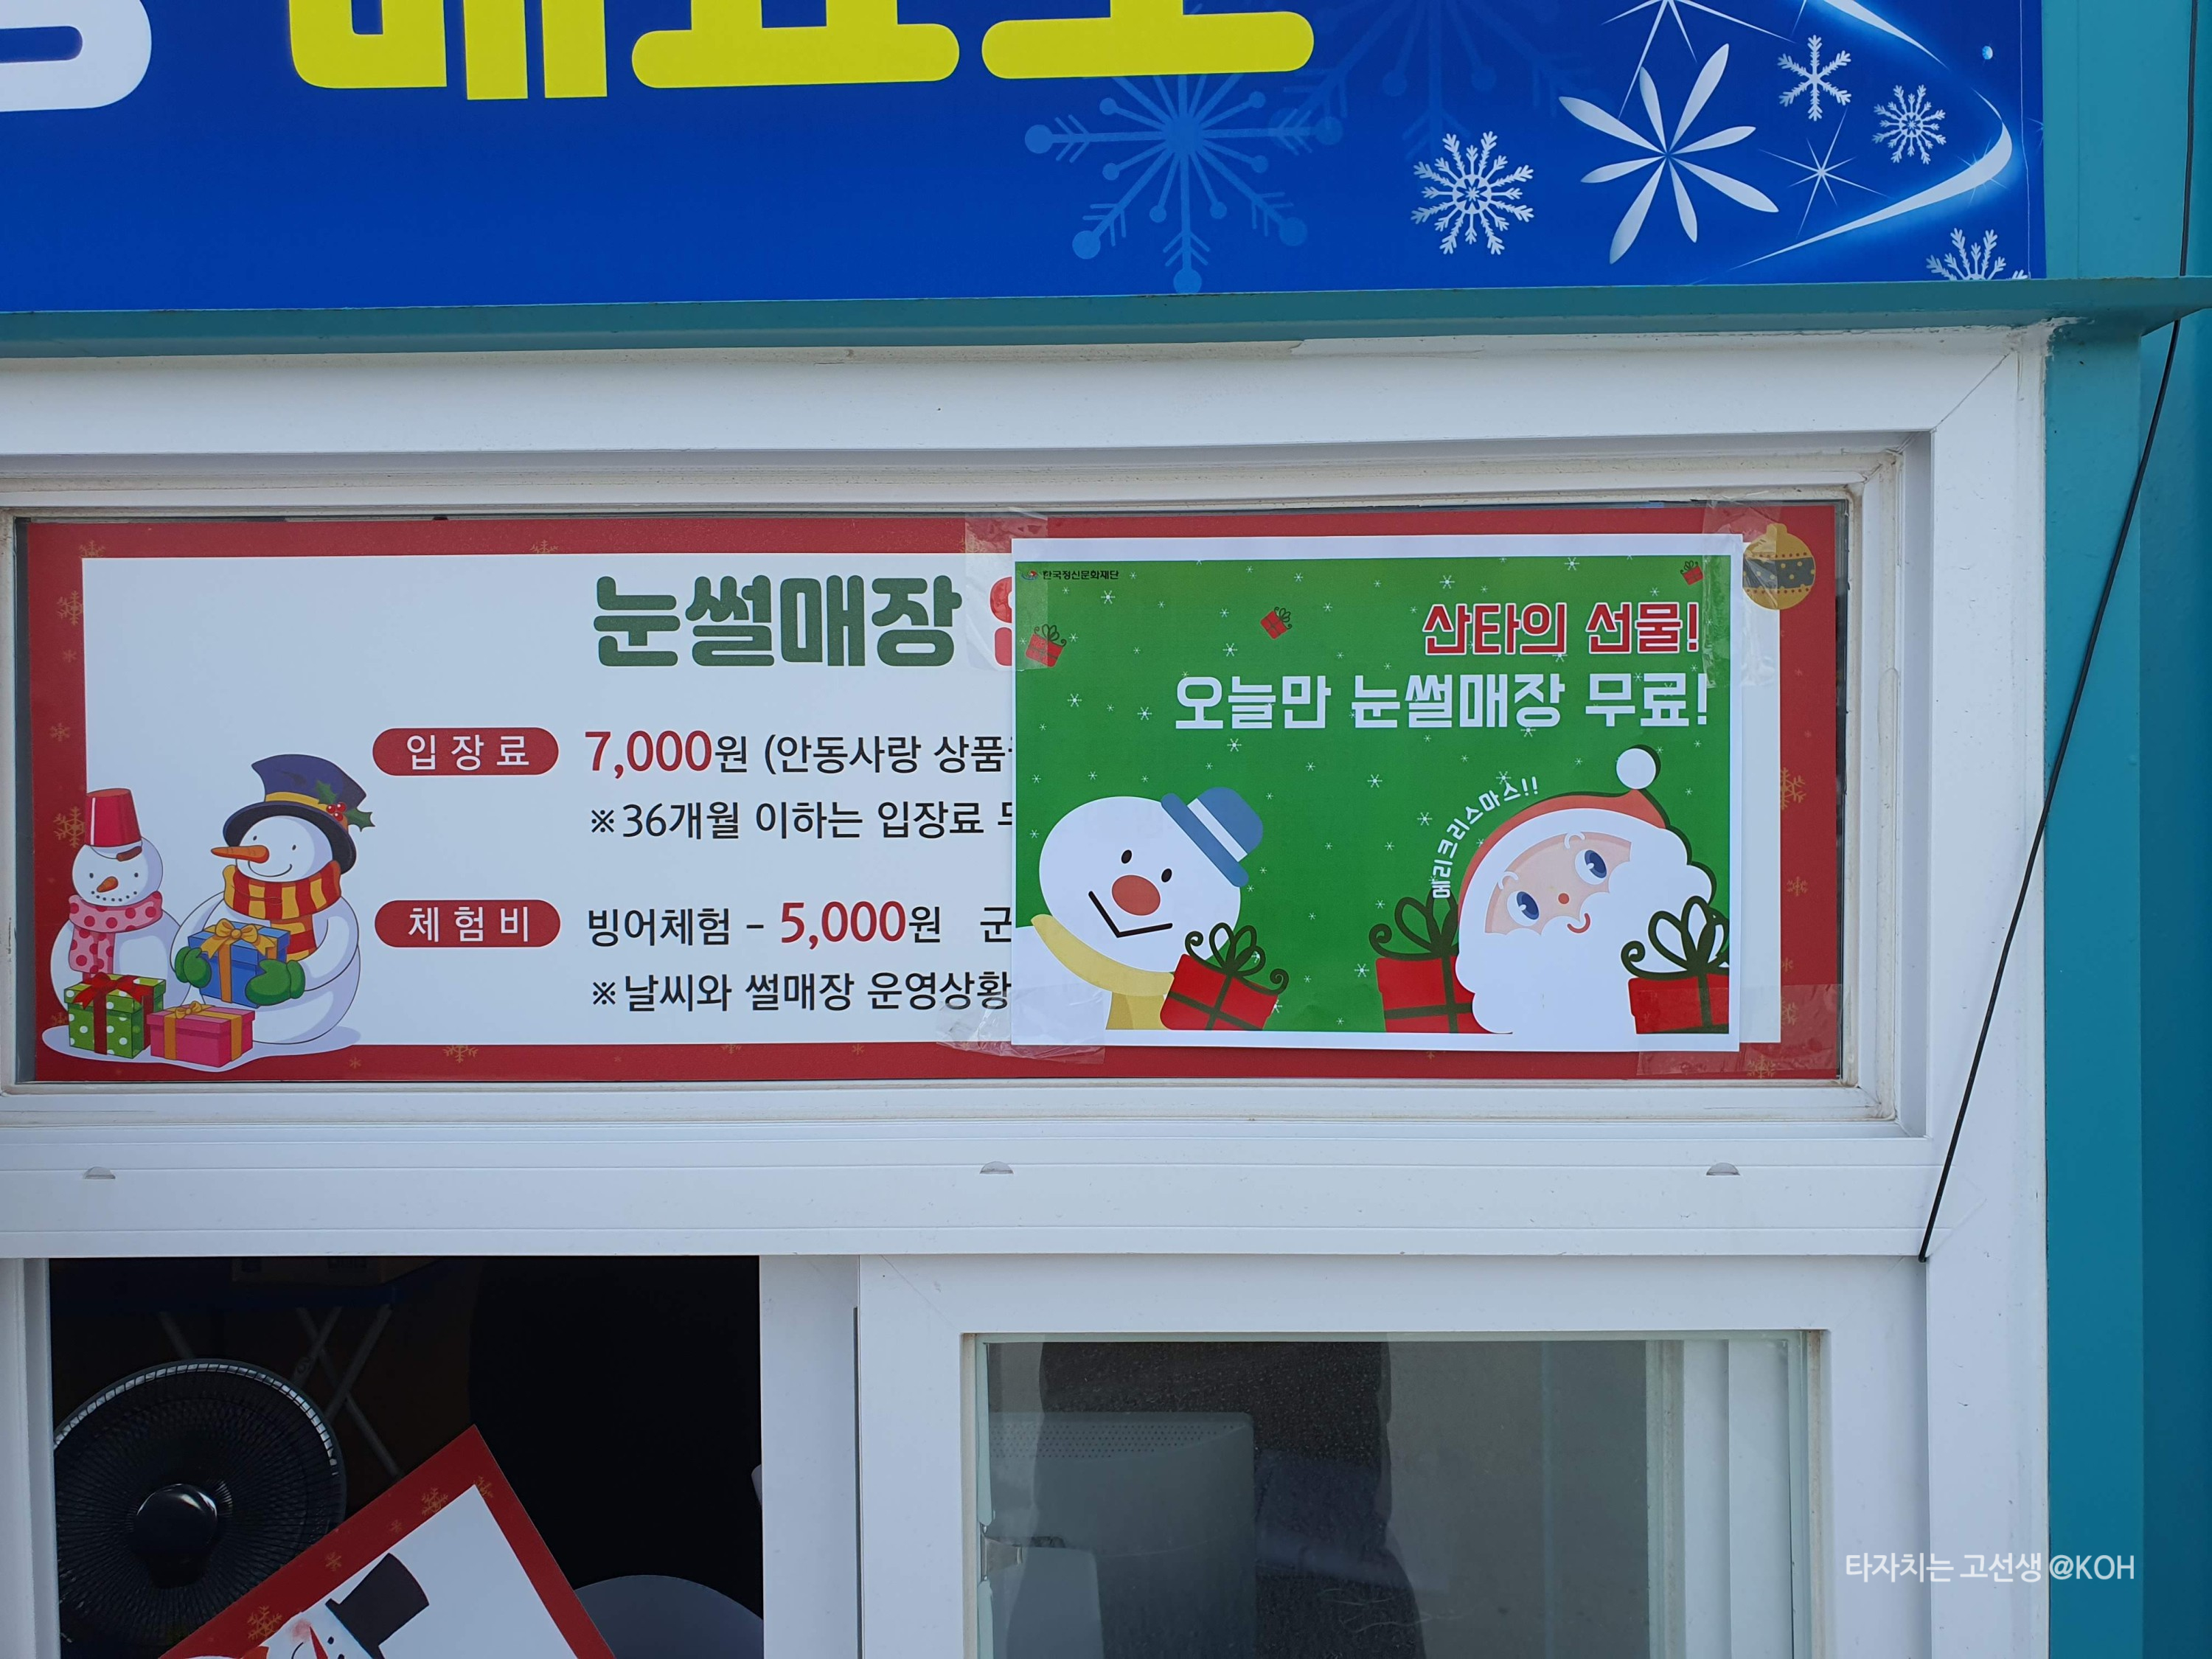 매표소
눈썰매장
입장료 7,000원 (안동사랑 상품
※36개월 이하는 입장료
체험비 빙어체험 - 5,000원 군
※날씨와 썰매장 운영상황
한국정신문화재단
산타의 선물!
오늘만 눈썰매장 무료!
메리크리스마스!!
타자치는 고선생@KOH